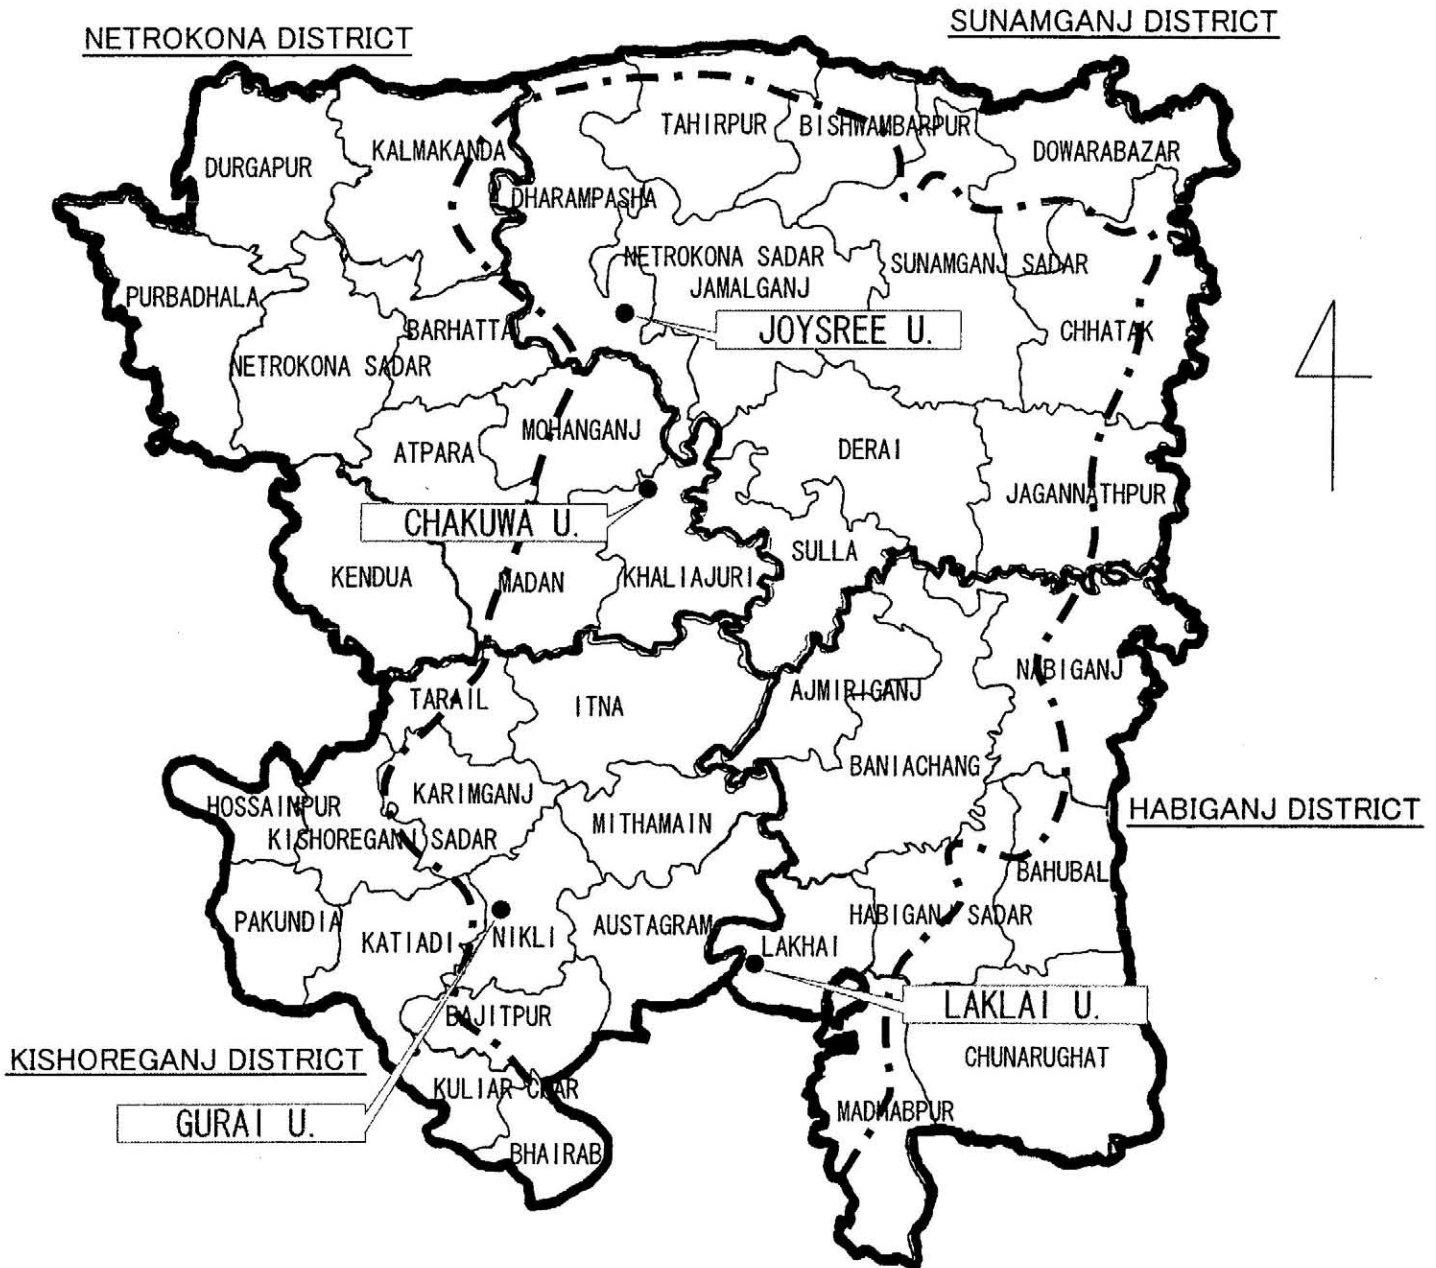 SUNAMGANJ DISTRICT
NETROKONA DISTRICT
TAHIRPUR
BISHWAMBARPUR
KALMAKANDA
DOWARABAZAR
DURGAPUR
DHARAMPASHA
NETROKONA SADAR
SUNAMGANJ SADAR
JAMALGANJ
PURBADHALA
BARHATTA
JOYSREE U.
CHHATAK
NETROKONA SADAR
MOHANGANJ
ATPARA
DERAI
JAGANNATHPUR
CHAKUWA U.
SULLA
KENDUA
MADAN
KHALIAJURI
NABIGANJ
TARAIL
ITNA
AJMIRIGANJ
BANIACHANG
KARIMGANJ
HOSSAINPUR
HABIGANJ DISTRICT
MITHAMAIN
KISHOREGANJ SADAR
BAHUBAL
PAKUNDIA
HABIGANJ SADAR
AUSTAGRAM
KATIADI
NIKLI
LAKHAI
LAKLAI U.
BAJITPUR
KISHOREGANJ DISTRICT
CHUNARUGHAT
KULIAR CHAR
GURAI U.
MADHABPUR
BHAIRAB